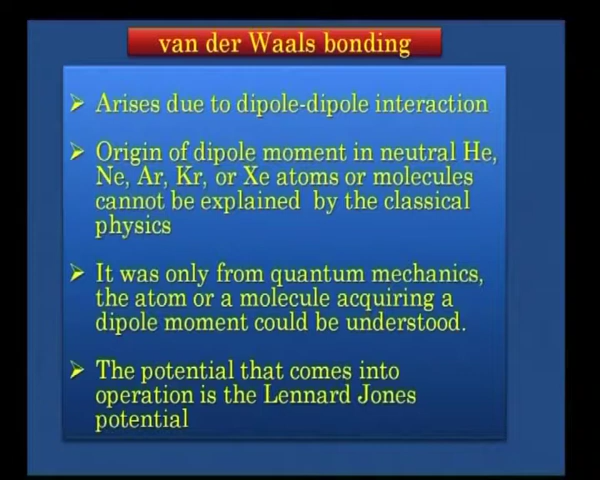 van der Waals bonding
➢ Arises due to dipole-dipole interaction
➢ Origin of dipole moment in neutral He,
Ne, Ar, Kr, or Xe atoms or molecules
cannot be explained by the classical
physics
➢ It was only from quantum mechanics,
the atom or a molecule acquiring a
dipole moment could be understood.
➢ The potential that comes into
operation is the Lennard Jones
potential